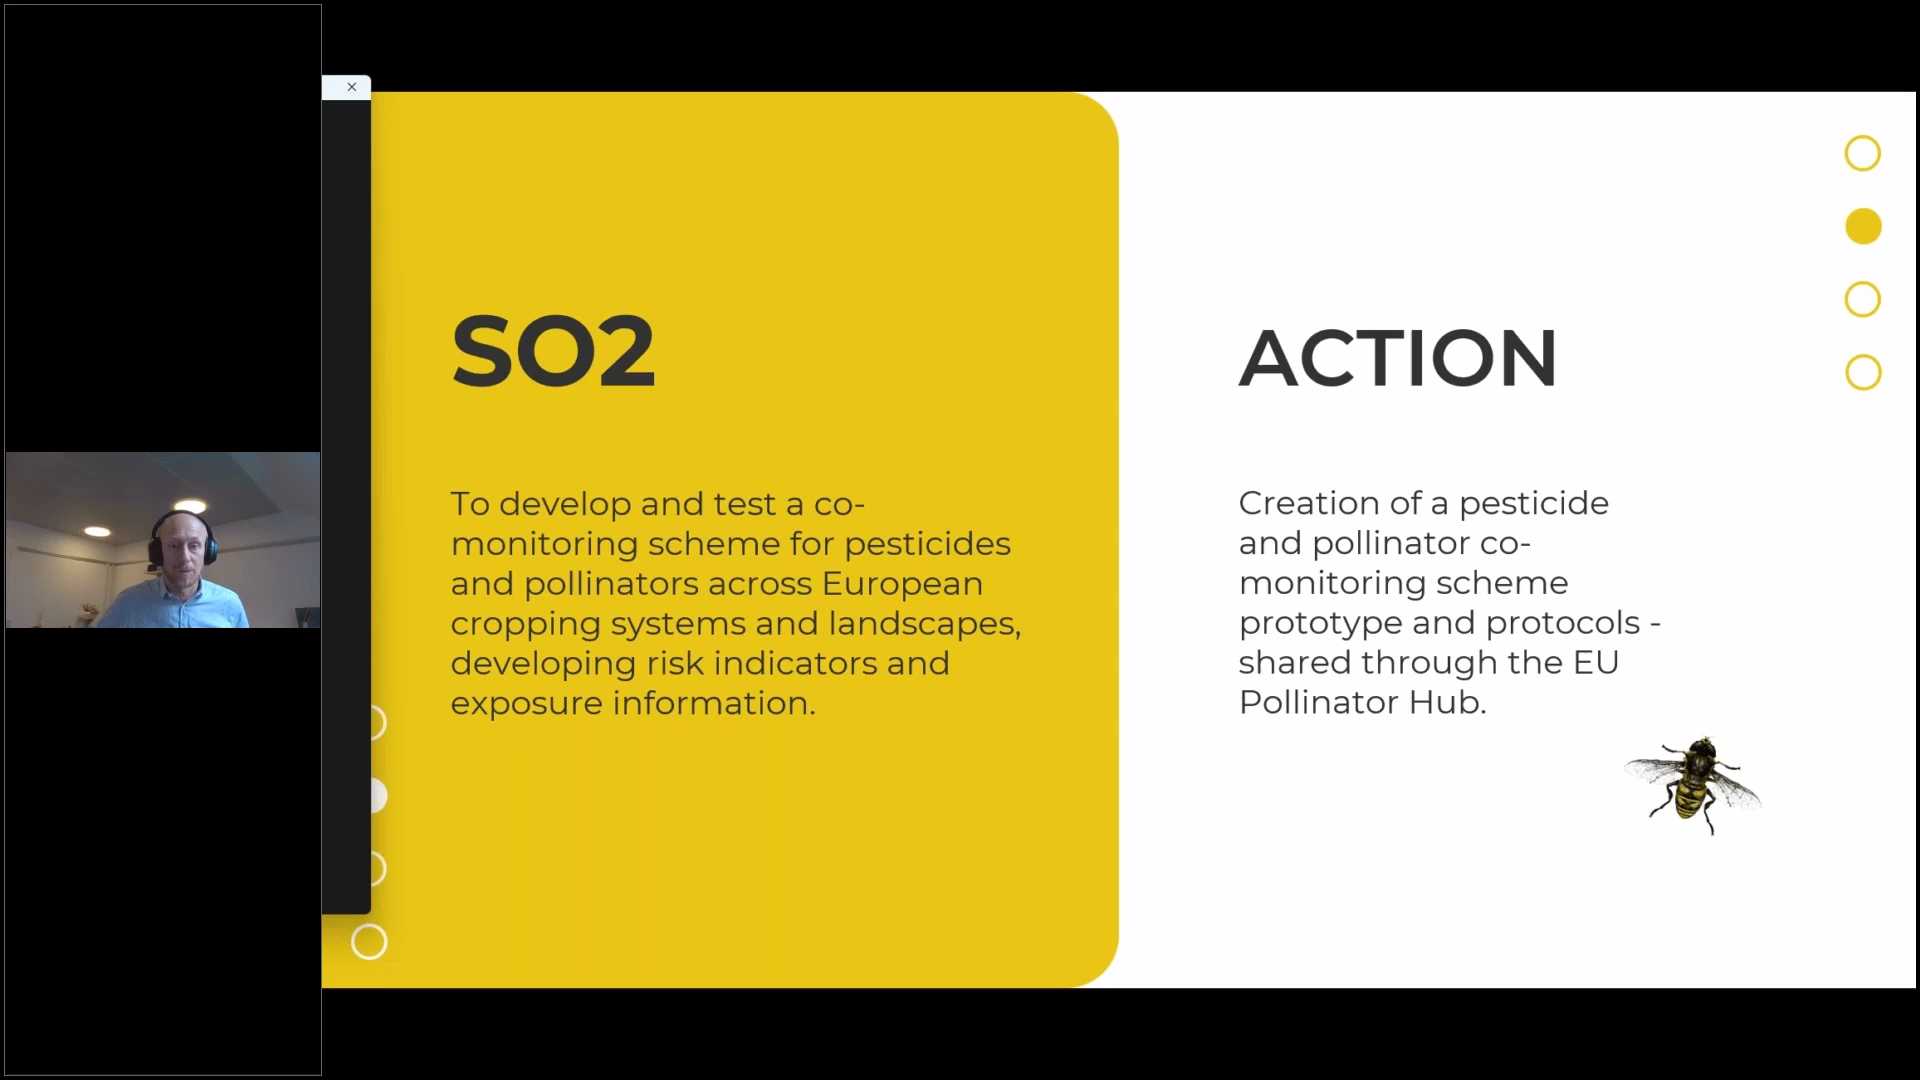 SO2
To develop and test a co-
monitoring scheme for pesticides
and pollinators across European
cropping systems and landscapes,
developing risk indicators and
exposure information.
ACTION
Creation of a pesticide
and pollinator co-
monitoring scheme
prototype and protocols -
shared through the EU
Pollinator Hub.